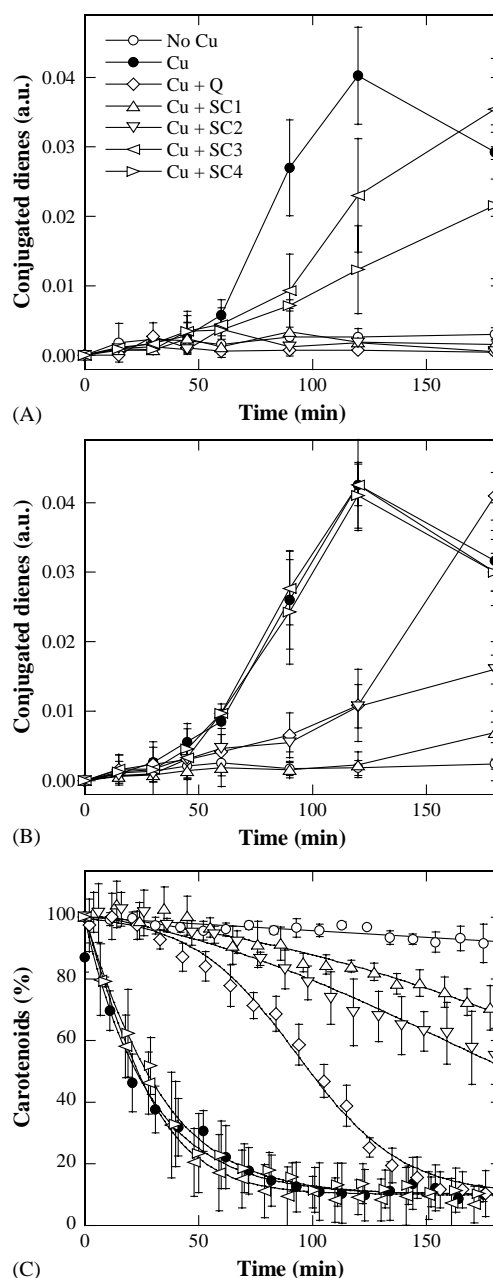 No Cu
Cu
Cu + Q
Cu + SC1
Cu + SC2
Cu + SC3
Cu + SC4
0.04
0.03
0.02
0.01
0.00
Conjugated dienes (a.u.)
0 50 100 150
(A) Time (min)
0.04
0.03
0.02
0.01
0.00
Conjugated dienes (a.u.)
0 50 100 150
(B) Time (min)
100
80
60
40
20
0
Carotenoids (%)
0 50 100 150
(C) Time (min)